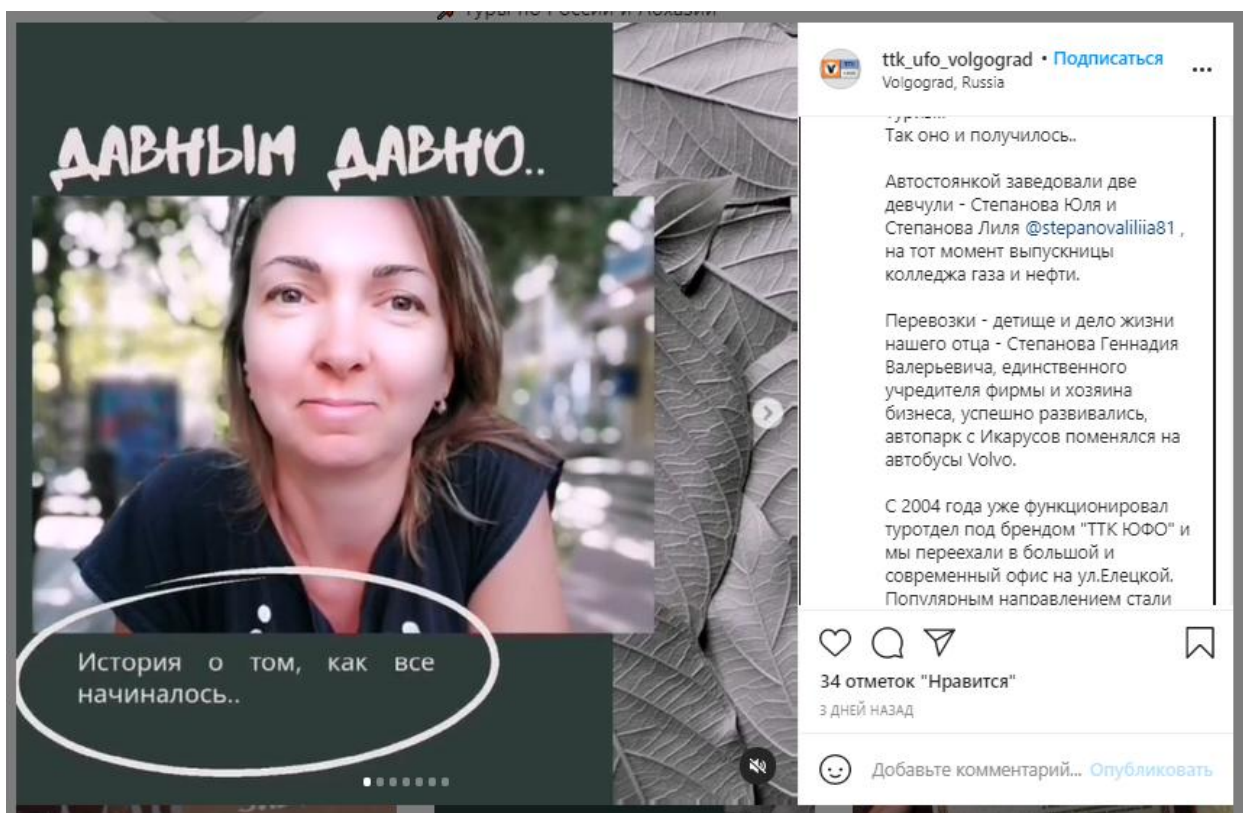 Туры по России и Абхазии
ДАВНЫМ ДАВНО..
История о том, как все
начиналось..
ttk_ufo_volgograd • Подписаться
Volgograd, Russia
Так оно и получилось..
Автостоянкой заведовали две
девчули - Степанова Юля и
Степанова Лиля @stepanovaliliia81 ,
на тот момент выпускницы
колледжа газа и нефти.
Перевозки - детище и дело жизни
нашего отца - Степанова Геннадия
Валерьевича, единственного
учредителя фирмы и хозяина
бизнеса, успешно развивались,
автопарк с Икарусов поменялся на
автобусы Volvo.
С 2004 года уже функционировал
туротдел под брендом "ТТК ЮФО" и
мы переехали в большой и
современный офис на ул.Елецкой.
Популярным направлением стали
34 отметок "Нравится"
3 ДНЕЙ НАЗАД
Добавьте комментарий... Опубликовать